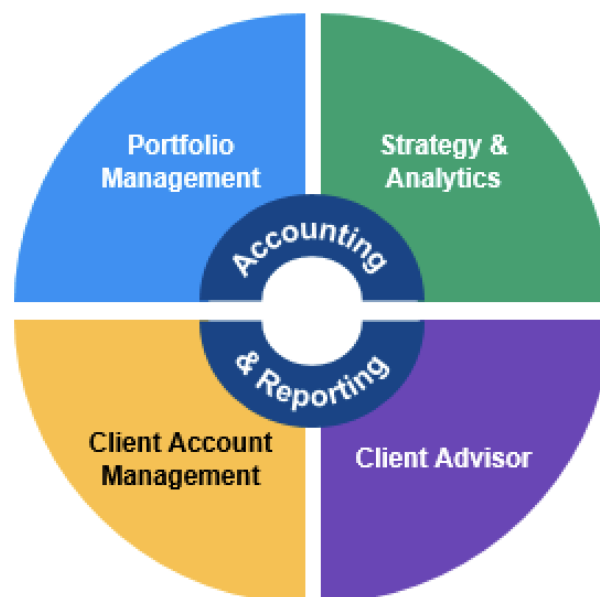 Portfolio
Management
Strategy &
Analytics
Accounting
& Reporting
Client Account
Management
Client Advisor